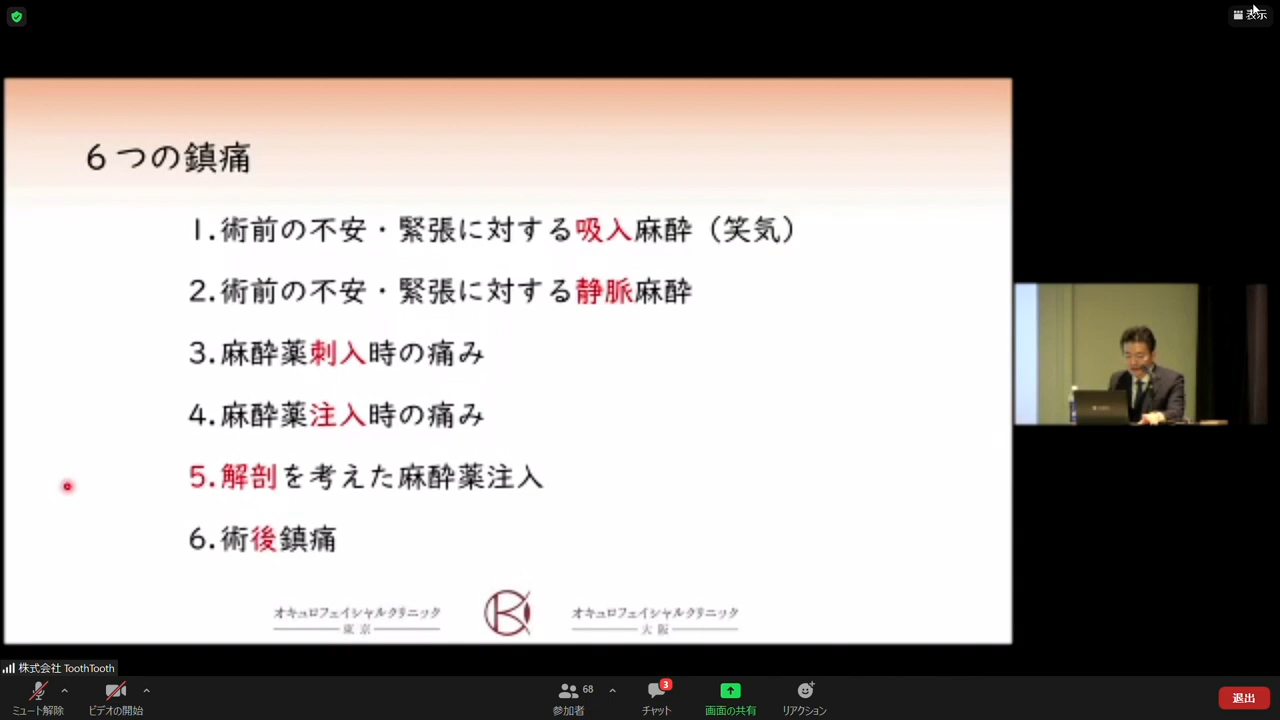 表示
6つの鎮痛
1.術前の不安・緊張に対する吸入麻酔（笑気）
2.術前の不安・緊張に対する静脈麻酔
3.麻酔薬刺入時の痛み
4.麻酔薬注入時の痛み
5.解剖を考えた麻酔薬注入
6.術後鎮痛
オキュロフェイシャルクリニック
東京
オキュロフェイシャルクリニック
大阪
株式会社 ToothTooth
ミュート解除
ビデオの開始
68
参加者
3
チャット
画面の共有
リアクション
退出